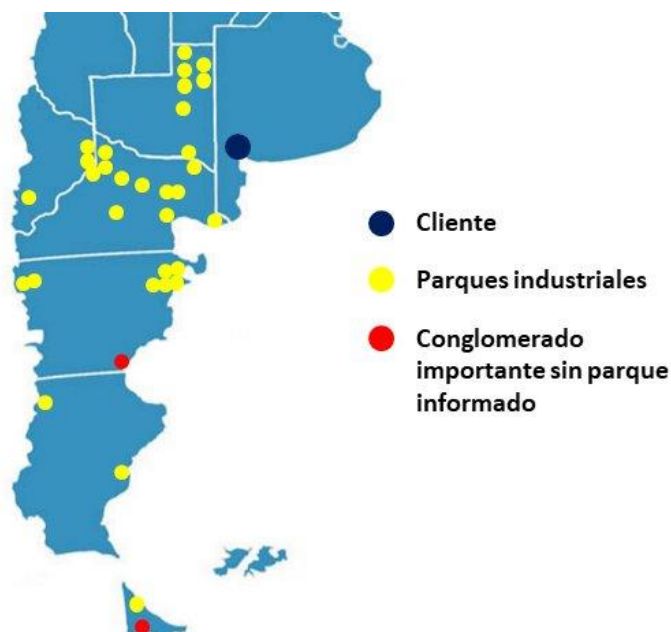 Cliente
Parques industriales
Conglomerado
importante sin parque
informado